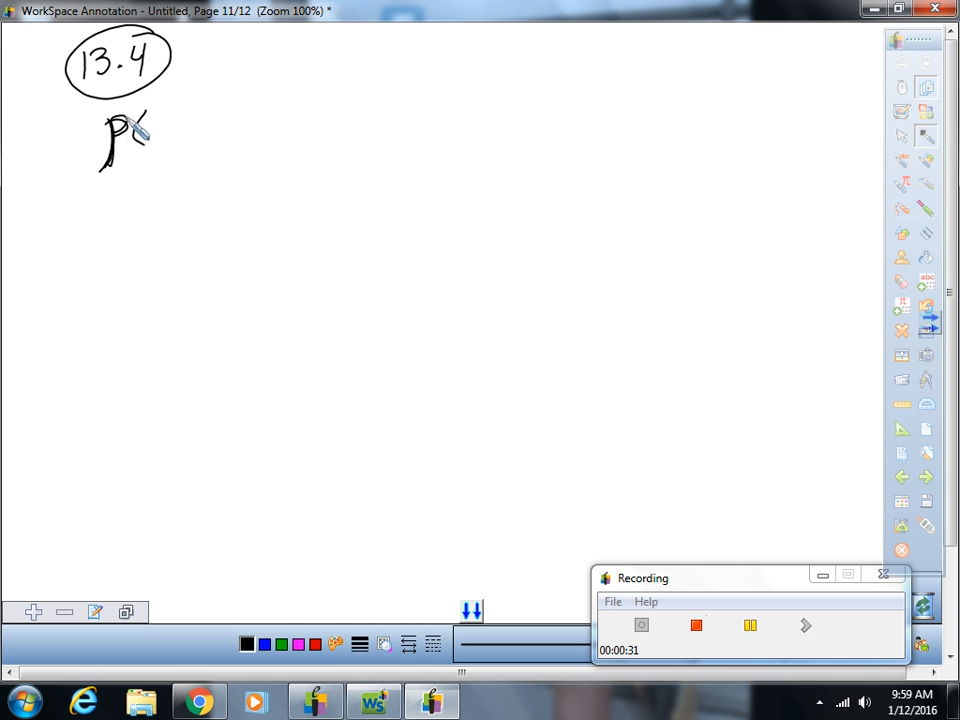 WorkSpace Annotation - Untitled, Page 11/12 (Zoom 100%) *
13.4
P(
Recording
File Help
00:00:31
9:59 AM
1/12/2016